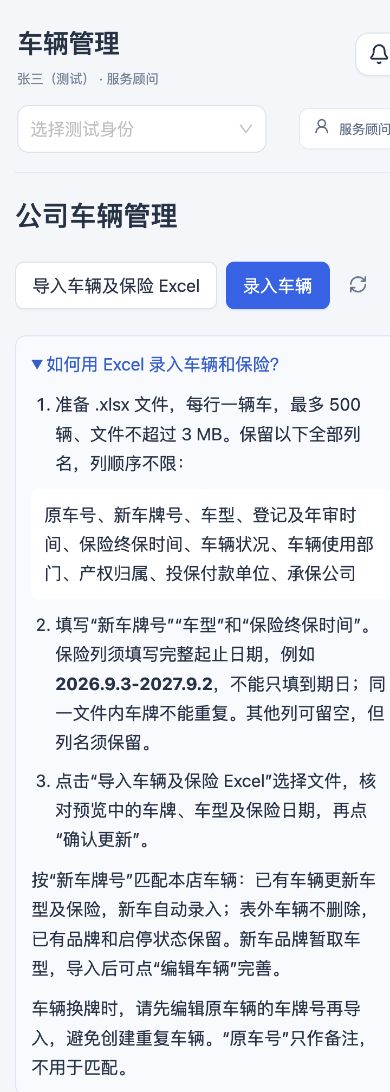 车辆管理
张三（测试） · 服务顾问
选择测试身份
服务顾问
公司车辆管理
导入车辆及保险 Excel
录入车辆
▼如何用 Excel 录入车辆和保险?
1. 准备 .xlsx 文件，每行一辆车，最多 500
辆、文件不超过 3 MB。保留以下全部列
名，列顺序不限：
原车号、新车牌号、车型、登记及年审时
间、保险终保时间、车辆状况、车辆使用部
门、产权归属、投保付款单位、承保公司
2. 填写“新车牌号”“车型”和“保险终保时间”。
保险列须填写完整起止日期，例如
2026.9.3-2027.9.2，不能只填到期日；同
一文件内车牌不能重复。其他列可留空，但
列名须保留。
3. 点击“导入车辆及保险 Excel”选择文件，核
对预览中的车牌、车型及保险日期，再点
“确认更新”。
按“新车牌号”匹配本店车辆：已有车辆更新车
型及保险，新车自动录入；表外车辆不删除，
已有品牌和启停状态保留。新车品牌暂取车
型，导入后可点“编辑车辆”完善。
车辆换牌时，请先编辑原车辆的车牌号再导
入，避免创建重复车辆。“原车号”只作备注，
不用于匹配。